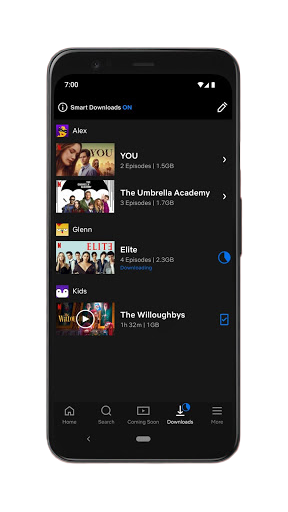 7:00
Smart Downloads ON
Alex
YOU
YOU
2 Episodes | 1.5GB
The Umbrella Academy
3 Episodes | 1.7GB
Glenn
ELITE
Elite
4 Episodes | 2.3GB
Downloading
Kids
The Willoughbys
1h 32m | 1GB
Home
Search
Coming Soon
Downloads
More